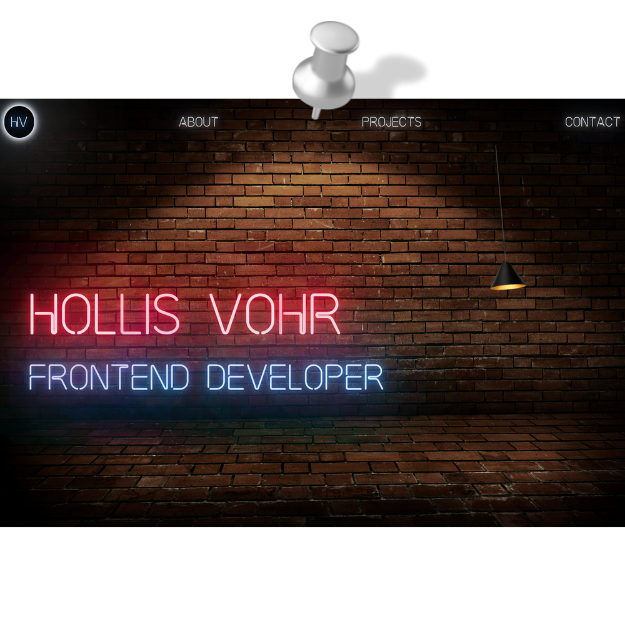 HV
ABOUT
PROJECTS
CONTACT
HOLLIS VOHR
FRONTEND DEVELOPER